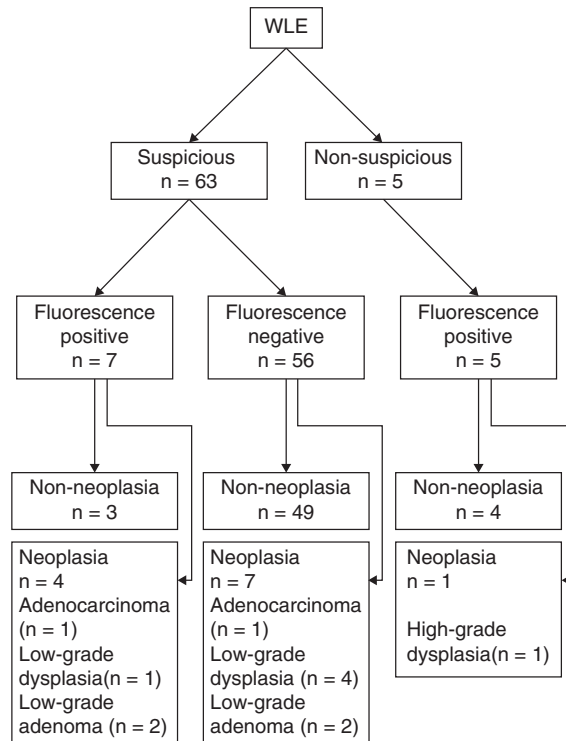 WLE
Suspicious
n = 63
Non-suspicious
n = 5
Fluorescence
positive
n = 7
Fluorescence
negative
n = 56
Fluorescence
positive
n = 5
Non-neoplasia
n = 3
Non-neoplasia
n = 49
Non-neoplasia
n = 4
Neoplasia
n = 4
Adenocarcinoma
(n = 1)
Low-grade
dysplasia(n = 1)
Low-grade
adenoma (n = 2)
Neoplasia
n = 7
Adenocarcinoma
(n = 1)
Low-grade
dysplasia (n = 4)
Low-grade
adenoma (n = 2)
Neoplasia
n = 1
High-grade
dysplasia(n = 1)